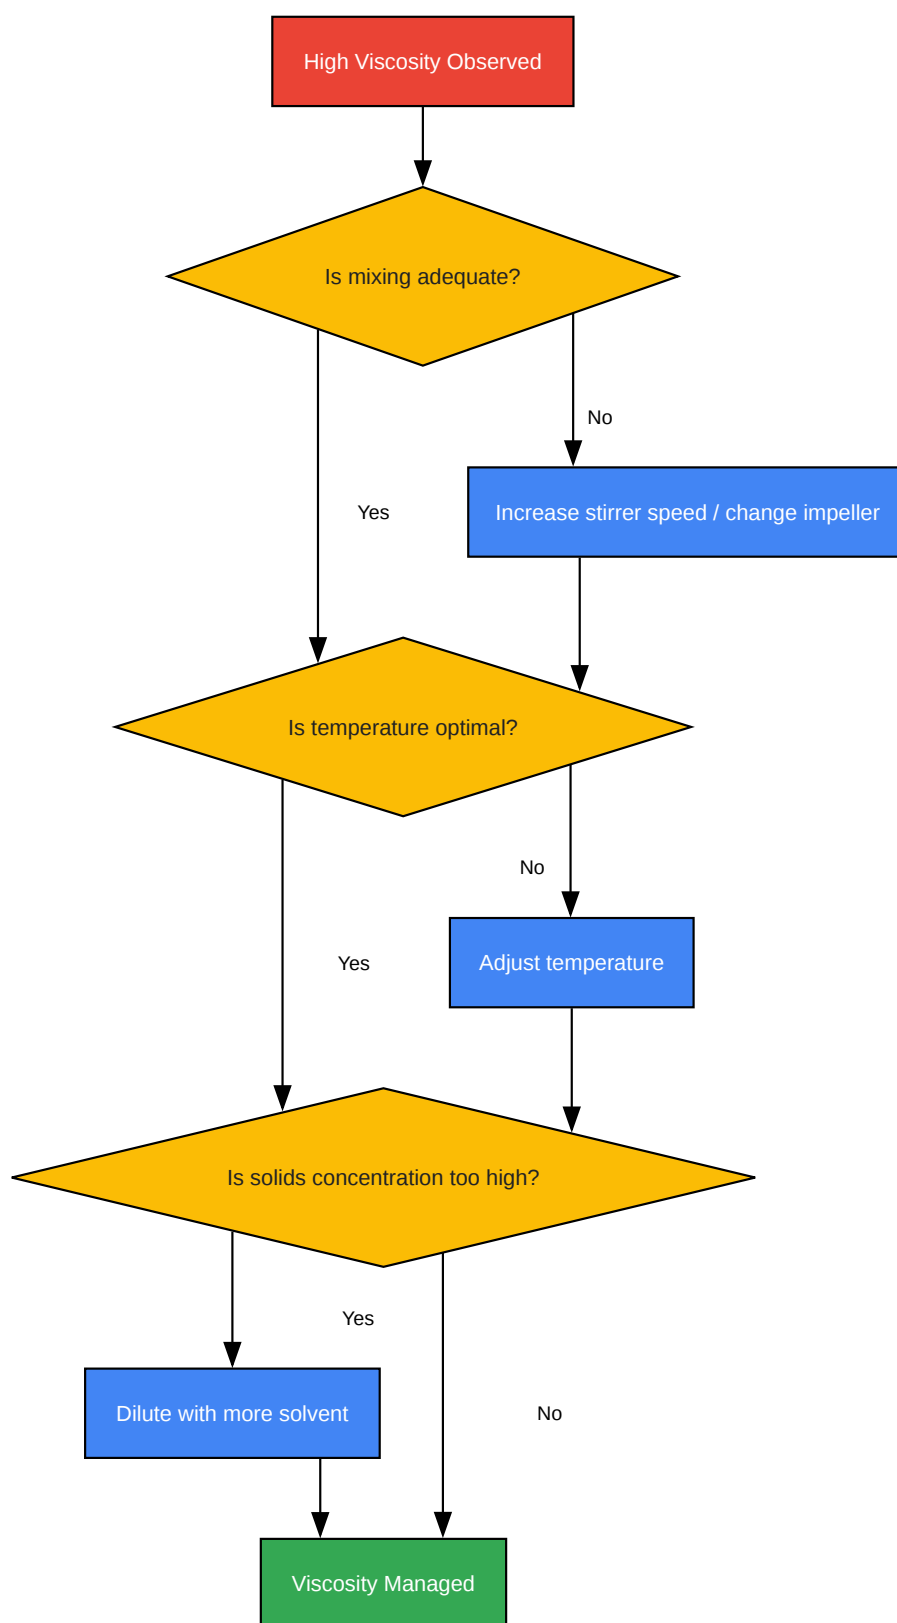 High Viscosity Observed
Is mixing adequate?
No
Yes
Increase stirrer speed / change impeller
Is temperature optimal?
No
Yes
Adjust temperature
Is solids concentration too high?
Yes
Dilute with more solvent
No
Viscosity Managed